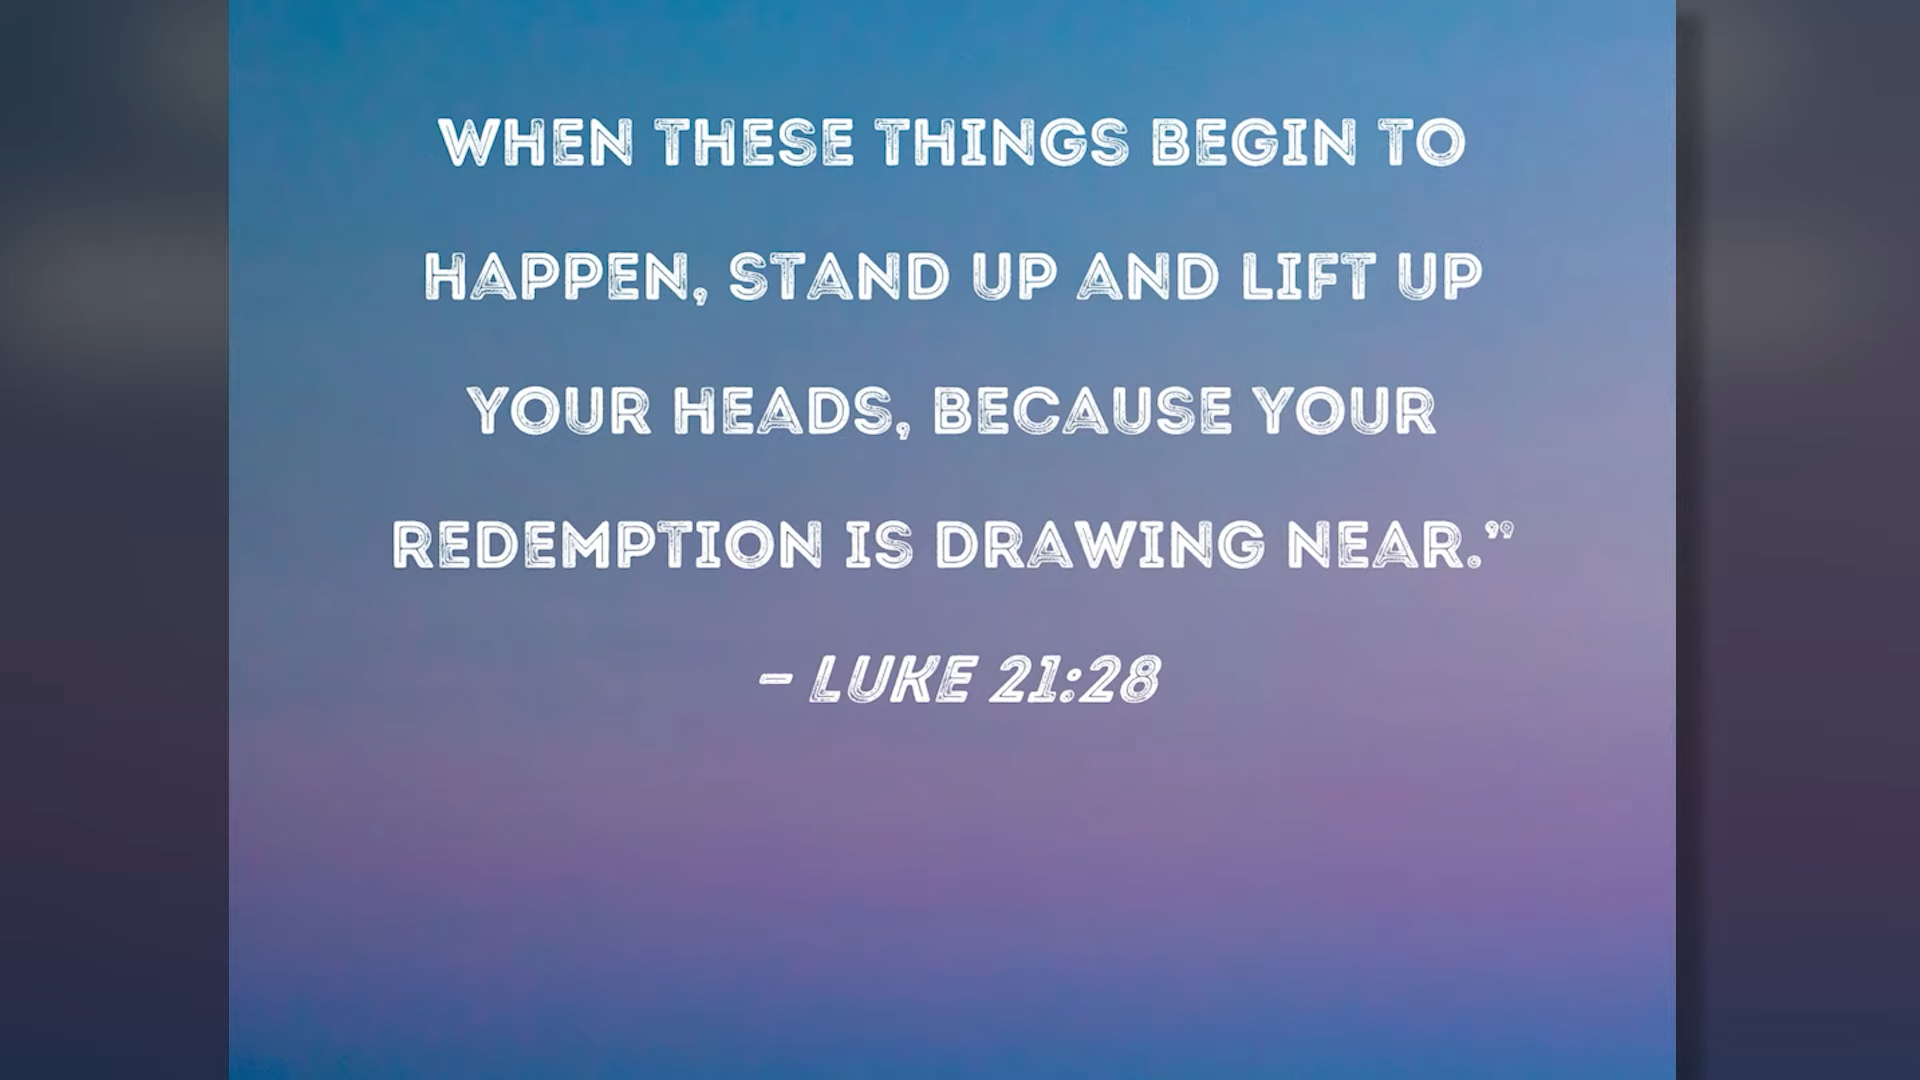 WHEN THESE THINGS BEGIN TO
HAPPEN, STAND UP AND LIFT UP
YOUR HEADS, BECAUSE YOUR
REDEMPTION IS DRAWING NEAR.”
– LUKE 21:28